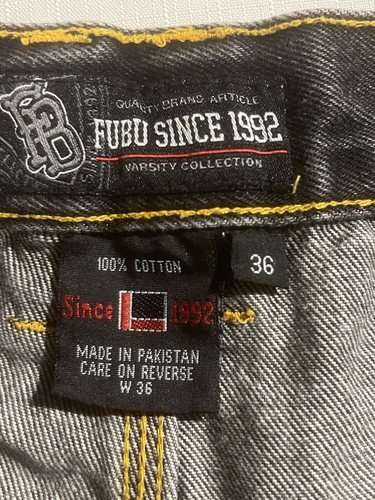 QUALITY BRAND ARTICLE
FUBU SINCE 1992
VARSITY COLLECTION
36
100% COTTON
Since 1992
MADE IN PAKISTAN
CARE ON REVERSE
W 36